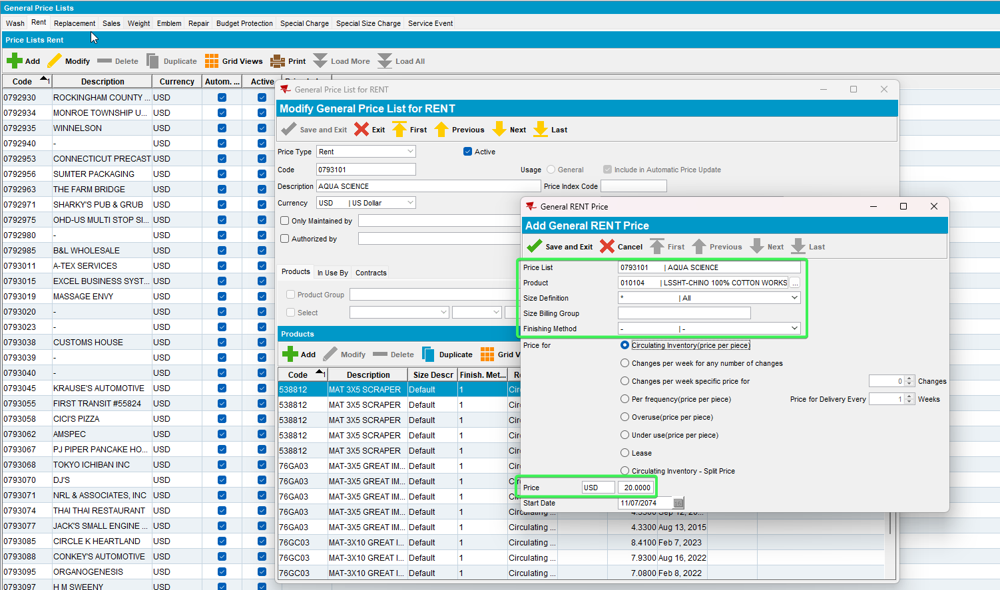 General Price Lists
Wash Rent Replacement Sales Weight Emblem Repair Budget Protection Special Charge Special Size Charge Service Event
Price Lists Rent
Add Modify Delete Duplicate Grid Views Print Load More Load All
Code 1 Description Currency Autom. ... Active
0792930 ROCKINGHAM COUNTY ... USD
0792934 MONROE TOWNSHIP U... USD
0792935 WINNELSON USD
0792940 - USD
0792953 CONNECTICUT PRECAST USD
0792956 SUMTER PACKAGING USD
0792963 THE FARM BRIDGE USD
0792971 SHARKY'S PUB & GRUB USD
0792975 OHD-US MULTI STOP SI... USD
0792980 - USD
0792985 B&L WHOLESALE USD
0793011 A-TEX SERVICES USD
0793015 EXCEL BUSINESS SYST... USD
0793019 MASSAGE ENVY USD
0793020 - USD
0793023 - USD
0793038 CUSTOMS HOUSE USD
0793039 - USD
0793040 - USD
0793045 KRAUSE'S AUTOMOTIVE USD
0793055 FIRST TRANSIT #55824 USD
0793058 CICI'S PIZZA USD
0793062 AMSPEC USD
0793067 PJ PIPER PANCAKE HO... USD
0793068 TOKYO ICHIBAN INC USD
0793070 DJ'S USD
0793071 NRL & ASSOCIATES, INC USD
0793074 THAI THAI RESTAURANT USD
0793077 JACK'S SMALL ENGINE ... USD
0793085 CIRCLE K HEARTLAND USD
0793088 CONKEY'S AUTOMOTIVE USD
0793095 ORGANOGENESIS USD
0793097 H M SWEENY USD
General Price List for RENT
Modify General Price List for RENT
Save and Exit Exit First Previous Next Last
Price Type Rent Active
Code 0793101 Usage General Include in Automatic Price Update
Description AQUA SCIENCE Price Index Code
Currency USD | US Dollar
Only Maintained by
Authorized by
Products In Use By Contracts
Product Group
Select
Products
Add Modify Delete Duplicate Grid V
Code 1 Description Size Descr Finish. Met...
538812 MAT 3X5 SCRAPER Default 1 Cir
538812 MAT 3X5 SCRAPER Default 1
538812 MAT 3X5 SCRAPER Default 1
538812 MAT 3X5 SCRAPER Default 1
538812 MAT 3X5 SCRAPER Default 1
76GA03 MAT-3X5 GREAT IM... Default 1
76GA03 MAT-3X5 GREAT IM... Default 1
76GA03 MAT-3X5 GREAT IM... Default 1
76GA03 MAT-3X5 GREAT IM... Default 1 Circulating ...
76GA03 MAT-3X5 GREAT IM... Default 1 Circulating ... 4.3300 Aug 13, 2015
76GC03 MAT-3X10 GREAT I... Default 1 Circulating ... 8.4100 Feb 7, 2023
76GC03 MAT-3X10 GREAT I... Default 1 Circulating ... 7.9300 Aug 16, 2022
76GC03 MAT-3X10 GREAT I... Default 1 Circulating ... 7.0800 Feb 8, 2022
General RENT Price
Add General RENT Price
Save and Exit Cancel First Previous Next Last
Price List 0793101 | AQUA SCIENCE
Product 010104 | LSSHT-CHINO 100% COTTON WORKS ...
Size Definition * | All
Size Billing Group
Finishing Method - | -
Price for Circulating Inventory(price per piece)
Changes per week for any number of changes
Changes per week specific price for 0 Changes
Per frequency(price per piece) Price for Delivery Every 1 Weeks
Overuse(price per piece)
Under use(price per piece)
Lease
Circulating Inventory - Split Price
Price USD 20.0000
Start Date 11/07/2074